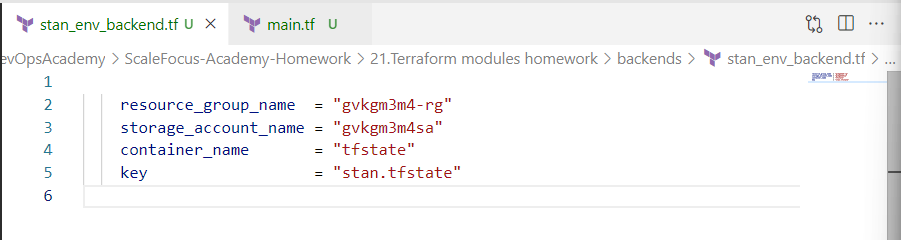 stan_env_backend.tf U main.tf U
evOpsAcademy > ScaleFocus-Academy-Homework > 21.Terraform modules homework > backends > stan_env_backend.tf > ...
1
2 resource_group_name = "gvkgm3m4-rg"
3 storage_account_name = "gvkgm3m4sa"
4 container_name = "tfstate"
5 key = "stan.tfstate"
6